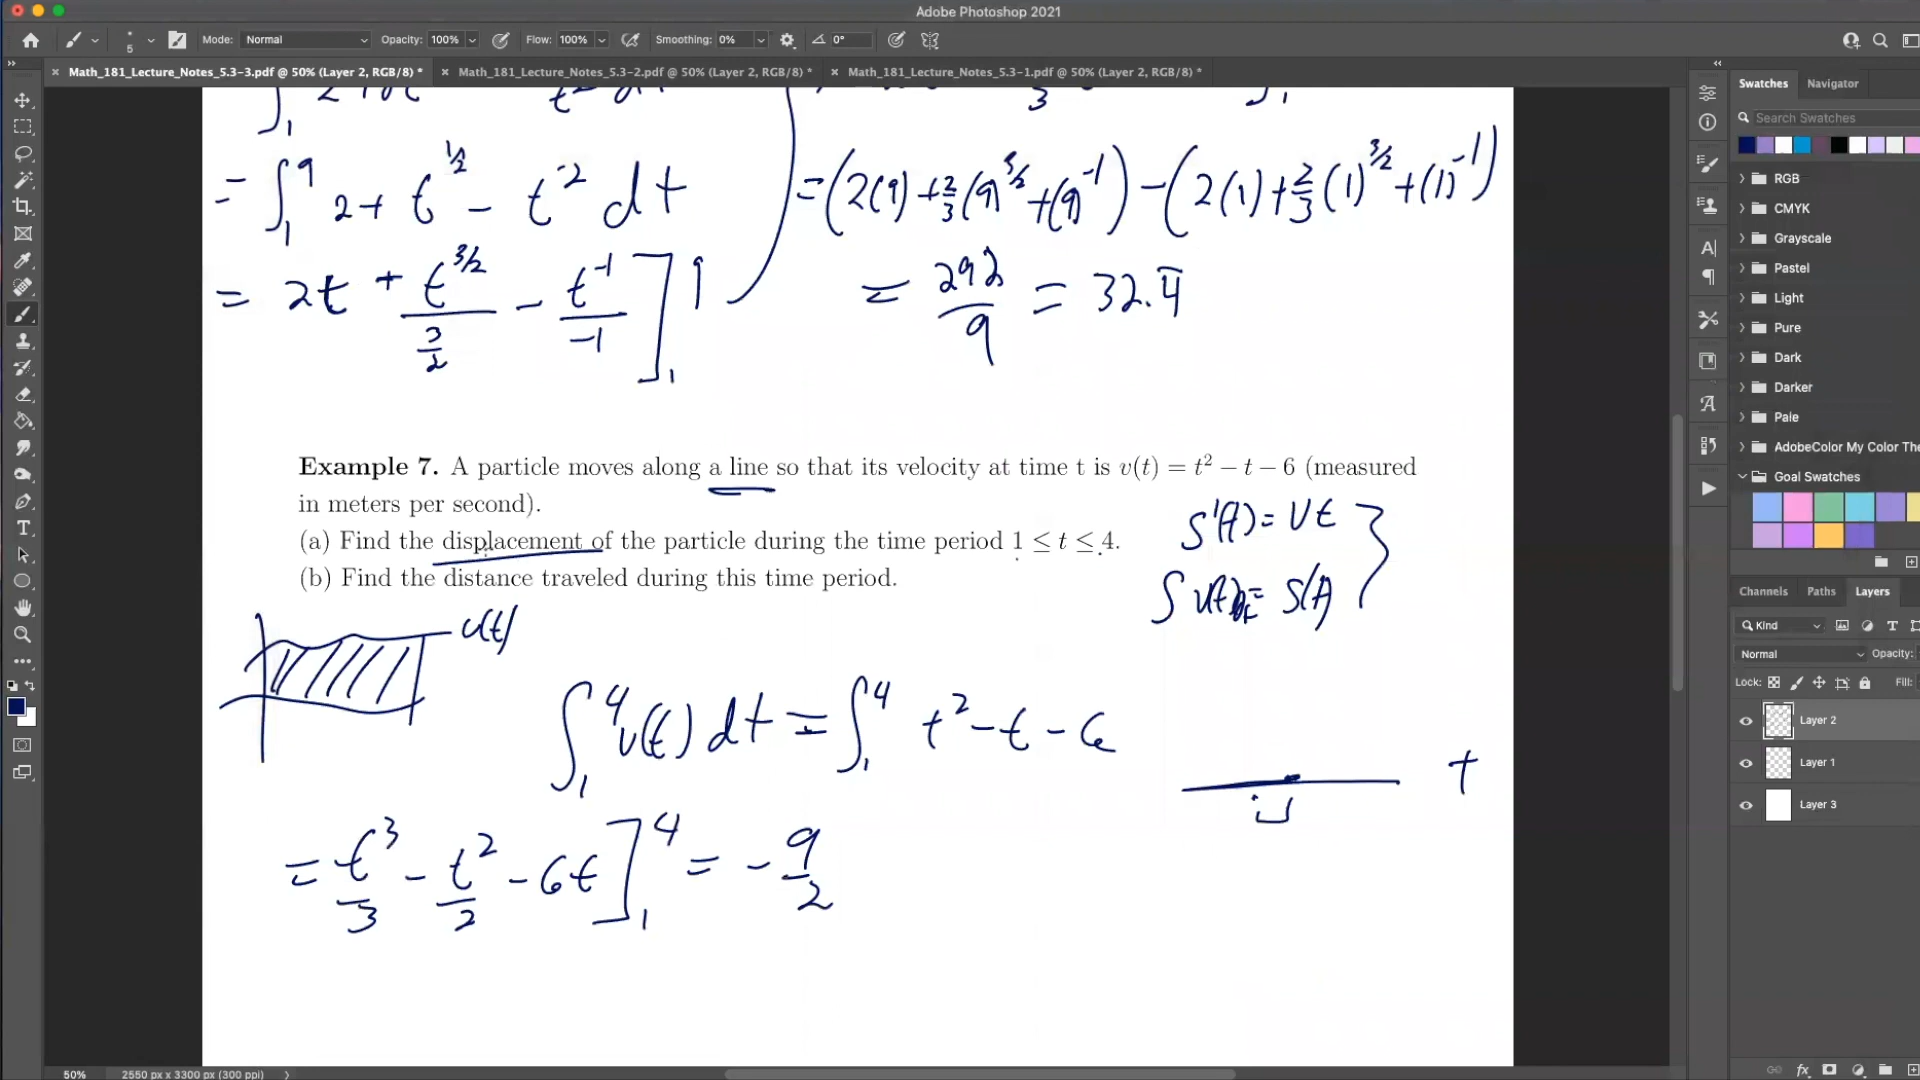 Adobe Photoshop 2021
5 Mode: Normal Opacity: 100% Flow: 100% Smoothing: 0% 0°
Math_181_Lecture_Notes_5.3-3.pdf @ 50% (Layer 2, RGB/8) * Math_181_Lecture_Notes_5.3-2.pdf @ 50% (Layer 2, RGB/8) * Math_181_Lecture_Notes_5.3-1.pdf @ 50% (Layer 2, RGB/8) *
= ∫₁⁹ 2 + t^{1/2} − t^{-2} dt
= (2(9) + 2/3 (9)^{3/2} + (9)^{-1}) − (2(1) + 2/3 (1)^{3/2} + (1)^{-1})
= 2t + t^{3/2}/(3/2) − t^{-1}/-1 ]₁⁹
= 292/9 = 32.4̄
Example 7. A particle moves along a line so that its velocity at time t is v(t) = t² − t − 6 (measured
in meters per second).
(a) Find the displacement of the particle during the time period 1 ≤ t ≤ 4.
(b) Find the distance traveled during this time period.
S'(t) = Vt
∫ v(t) = S(t)
v(t)
∫₁⁴ v(t) dt = ∫₁⁴ t² − t − 6
+
= t³/3 − t²/2 − 6t ]₁⁴ = − 9/2
50% 2550 px x 3300 px (300 ppi)
Swatches Navigator
Search Swatches
RGB
CMYK
Grayscale
Pastel
Light
Pure
Dark
Darker
Pale
AdobeColor My Color The
Goal Swatches
Channels Paths Layers
Kind
Normal Opacity:
Lock: Fill:
Layer 2
Layer 1
Layer 3
fx